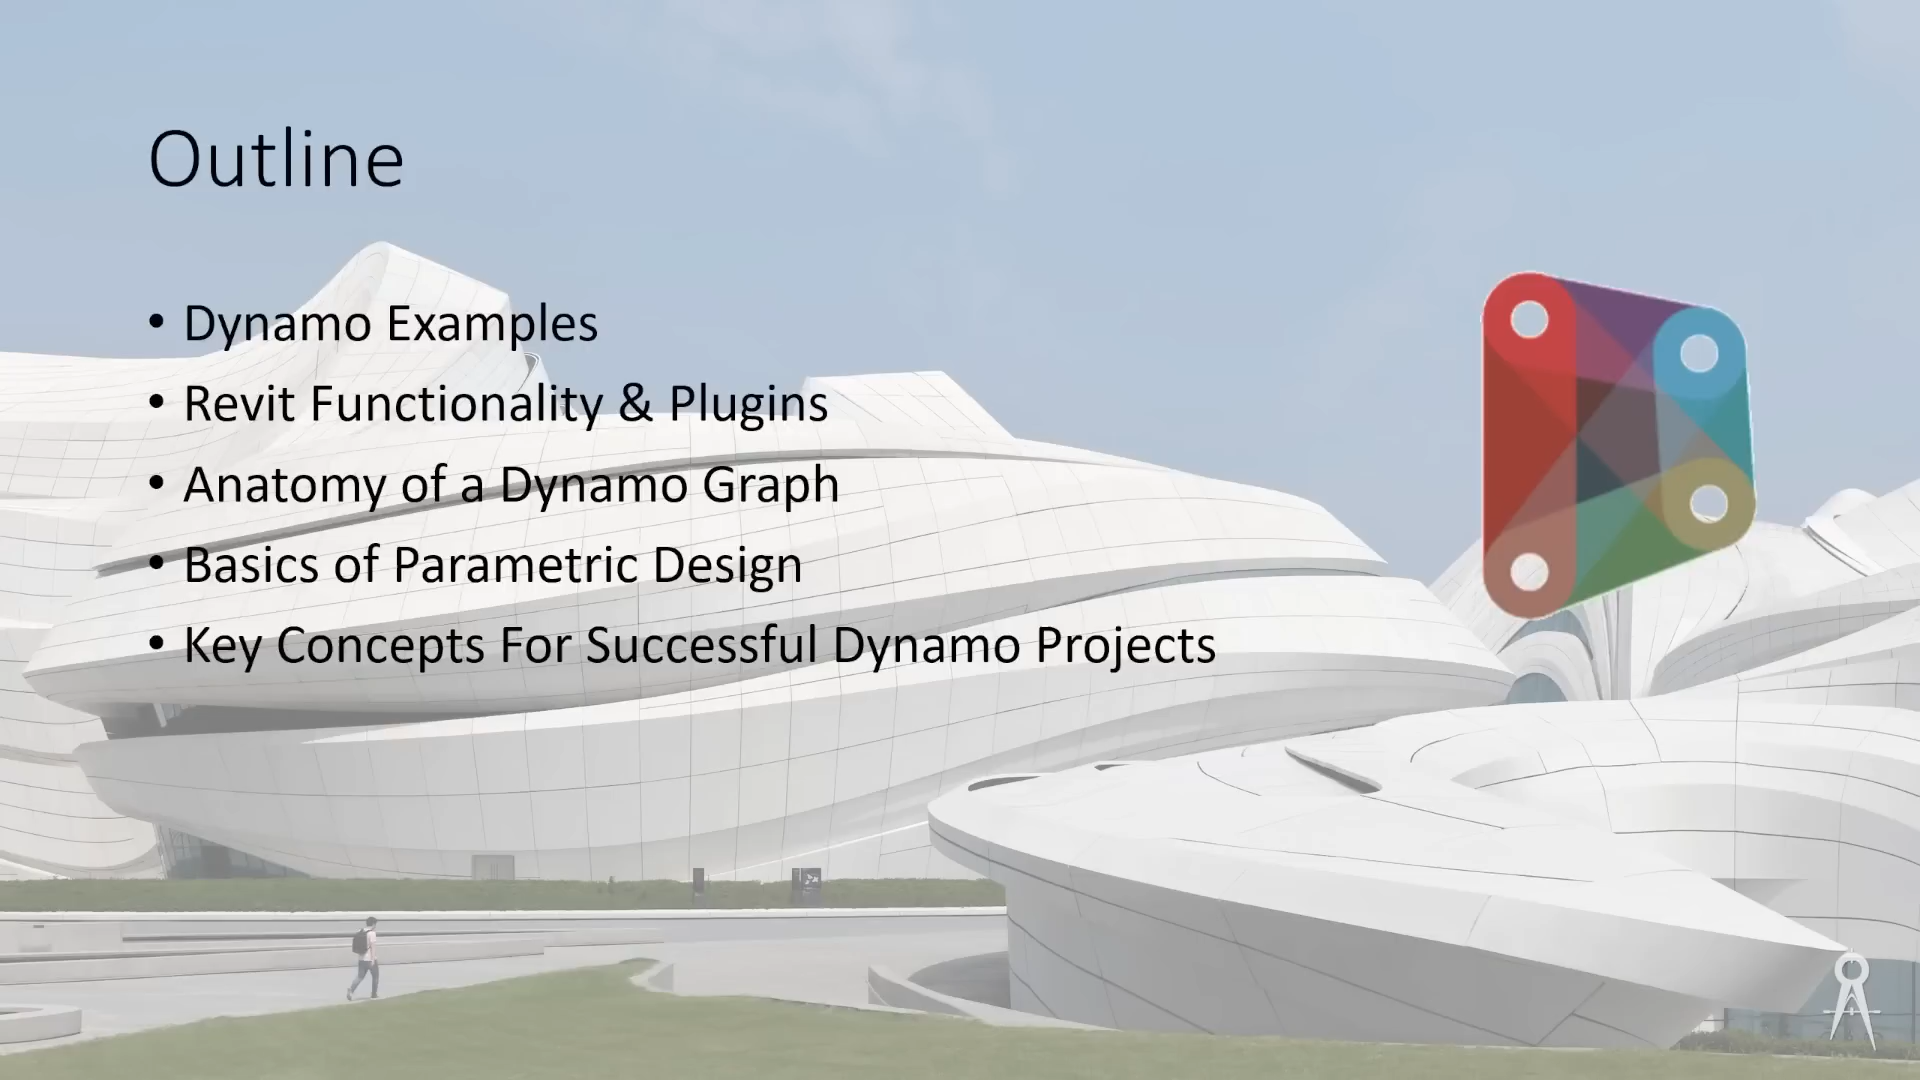 Outline
• Dynamo Examples
• Revit Functionality & Plugins
• Anatomy of a Dynamo Graph
• Basics of Parametric Design
• Key Concepts For Successful Dynamo Projects